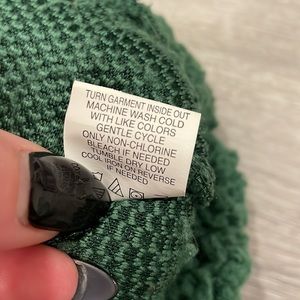 TURN GARMENT INSIDE OUT
MACHINE WASH COLD
WITH LIKE COLORS
GENTLE CYCLE
ONLY NON-CHLORINE
BLEACH IF NEEDED
TUMBLE DRY LOW
COOL IRON ON REVERSE
IF NEEDED